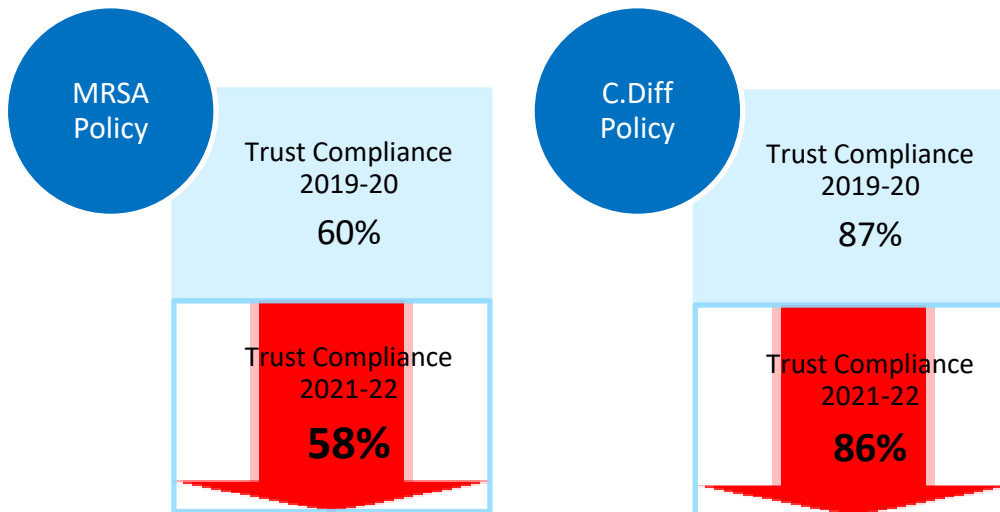 MRSA
Policy
Trust Compliance
2019-20
60%
Trust Compliance
2021-22
58%
C.Diff
Policy
Trust Compliance
2019-20
87%
Trust Compliance
2021-22
86%